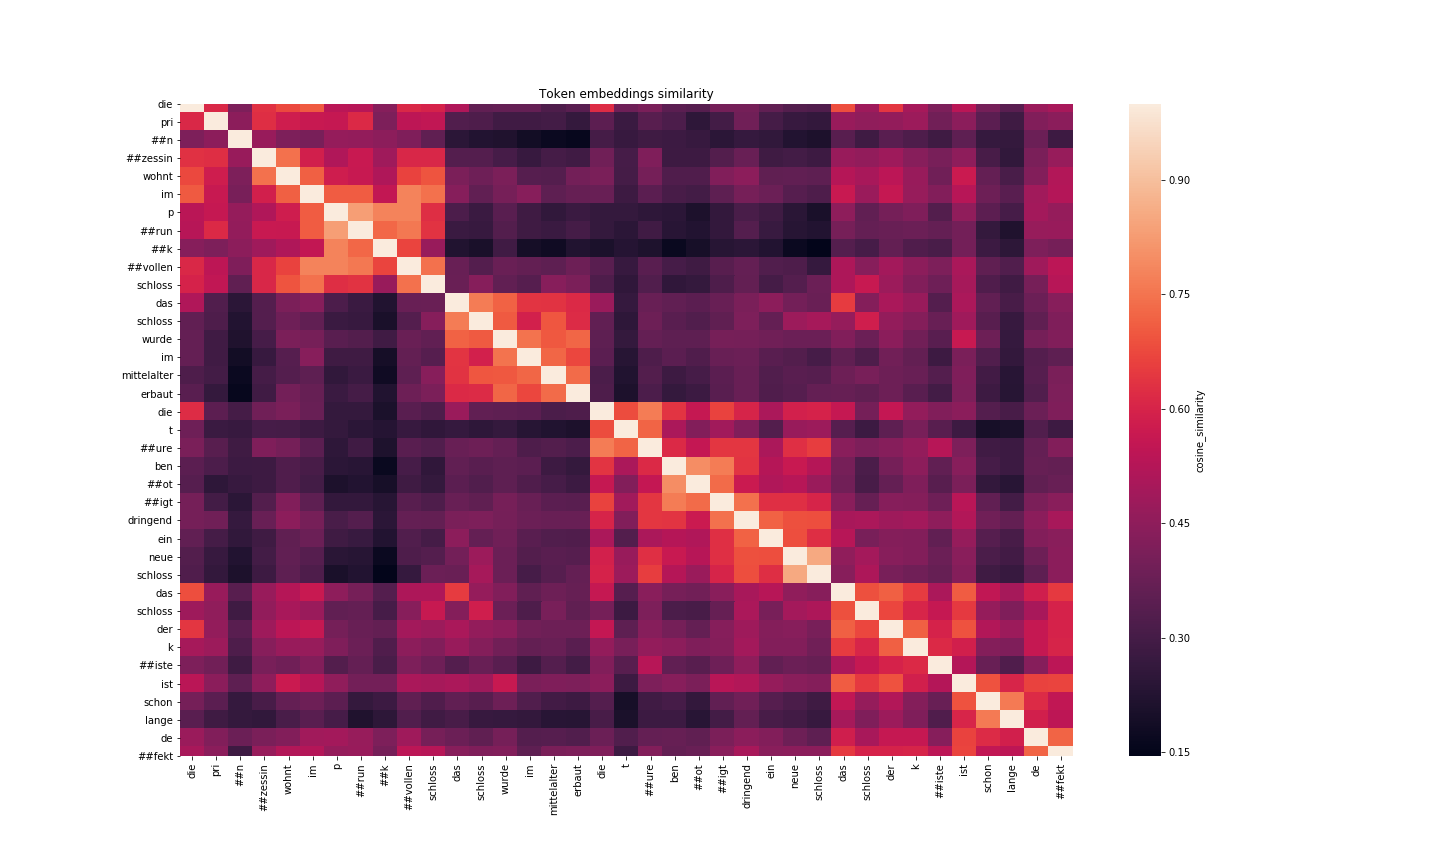 Token embeddings similarity
die
pri
##n
##zessin
wohnt
im
p
##run
##k
##vollen
schloss
das
schloss
wurde
im
mittelalter
erbaut
die
t
##ure
ben
##ot
##igt
dringend
ein
neue
schloss
das
schloss
der
k
##iste
ist
schon
lange
de
##fekt
die
pri
##n
##zessin
wohnt
im
p
##run
##k
##vollen
schloss
das
schloss
wurde
im
mittelalter
erbaut
die
t
##ure
ben
##ot
##igt
dringend
ein
neue
schloss
das
schloss
der
k
##iste
ist
schon
lange
de
##fekt
0.90
0.75
0.60
0.45
0.30
0.15
cosine_similarity